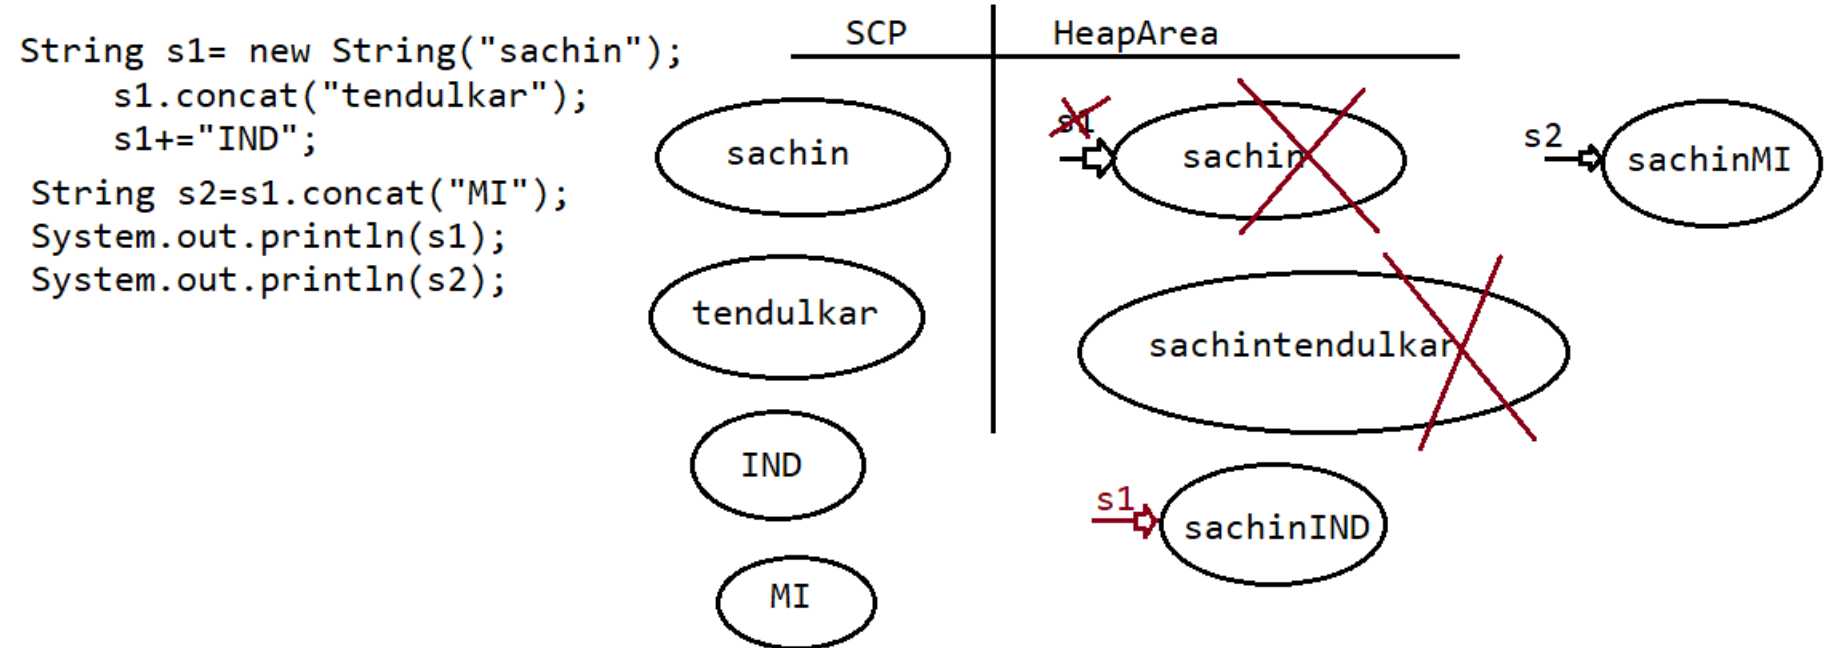 String s1= new String("sachin");
s1.concat("tendulkar");
s1+="IND";
String s2=s1.concat("MI");
System.out.println(s1);
System.out.println(s2);
SCP
HeapArea
sachin
tendulkar
IND
MI
s1
sachin
s2
sachinMI
sachintendulkar
s1
sachinIND